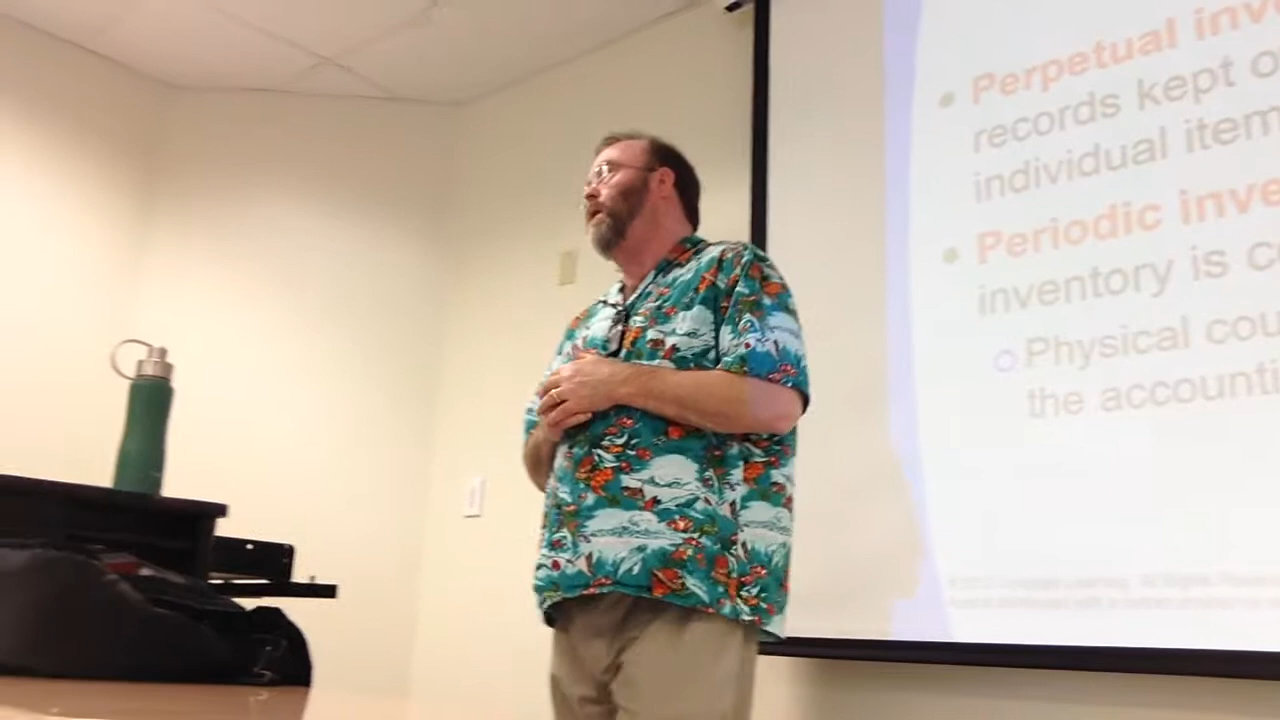 Perpetual inv
records kept o
individual item
Periodic inve
inventory is c
Physical cou
the accounti